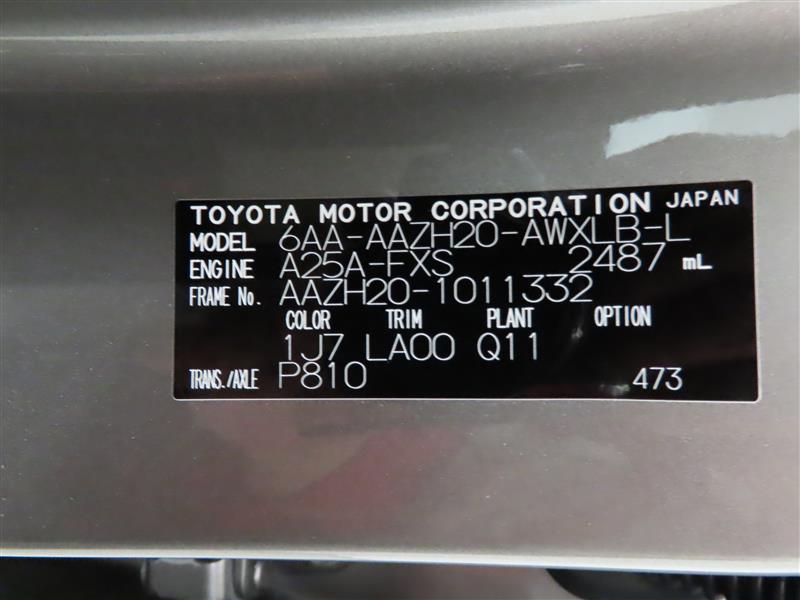 TOYOTA MOTOR CORPORATION JAPAN
MODEL 6AA-AAZH20-AWXLB-L
ENGINE A25A-FXS 2487 mL
FRAME No. AAZH20-1011332
COLOR TRIM PLANT OPTION
1J7 LA00 Q11
TRANS./AXLE P810 473